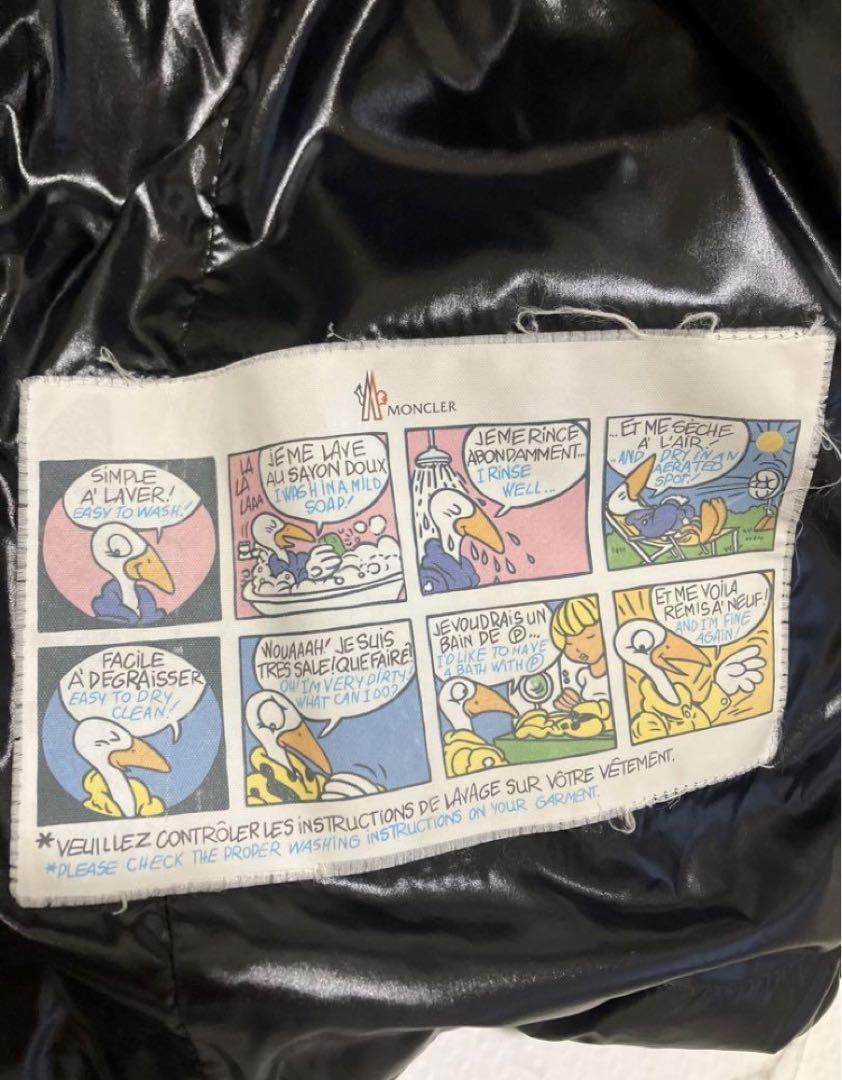 MONCLER
SIMPLE
A' LAVER!
EASY TO WASH!
LA
LA
LAAA
JE ME LAVE
AU SAVON DOUX
I WASH IN A MILD
SOAP!
JE ME RINCE
ABONDAMMENT...
I RINSE
WELL...
...ET ME SÈCHE
A' L'AIR!
...AND I DRY IN AN
AERATED
SPOT!
FACILE
A' DEGRAISSER
EASY TO DRY
CLEAN!
WOUAAAH! JE SUIS
TRES SALE! QUE FAIRE?
OH! I'M VERY DIRTY!
WHAT CAN I DO?
JE VOUDRAIS UN
BAIN DE Ⓟ...
I'D LIKE TO HAVE
A BATH WITH Ⓟ
ET ME VOILA
REMIS A' NEUF!
AND I'M FINE
AGAIN!
*VEUILLEZ CONTRÔLER LES INSTRUCTIONS DE LAVAGE SUR VÔTRE VÊTEMENT.
*PLEASE CHECK THE PROPER WASHING INSTRUCTIONS ON YOUR GARMENT.